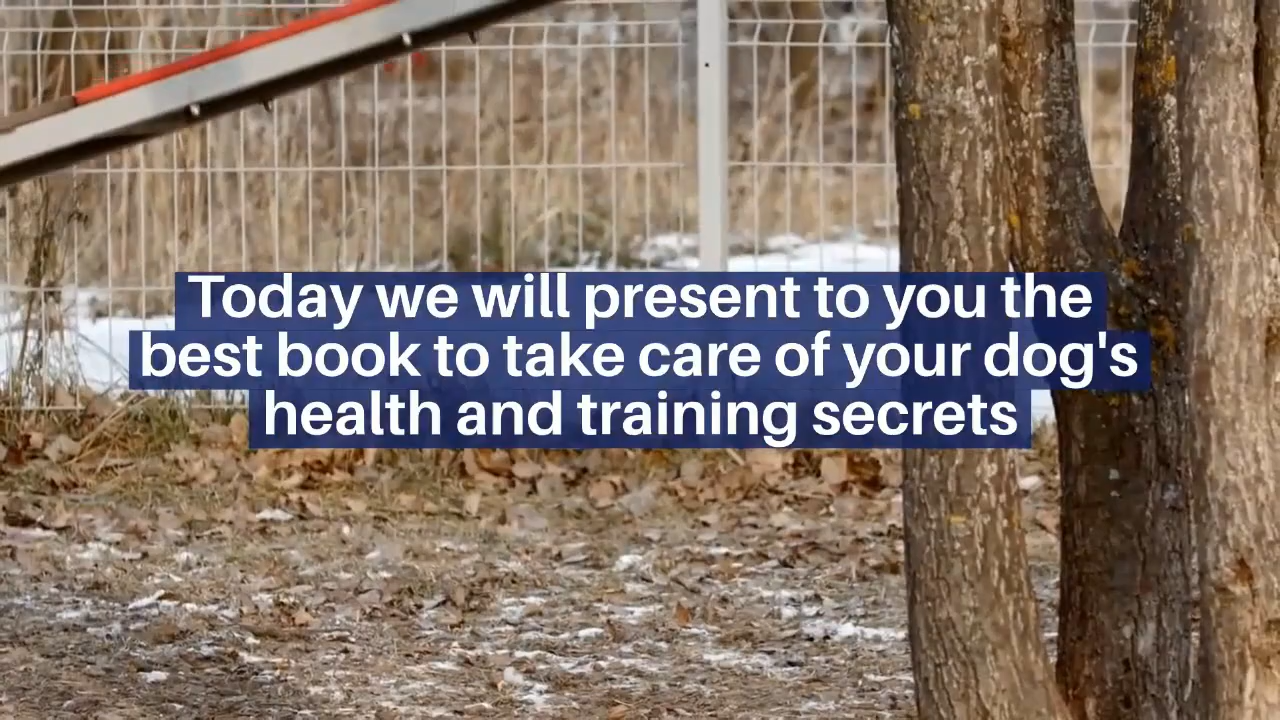 Today we will present to you the
best book to take care of your dog's
health and training secrets